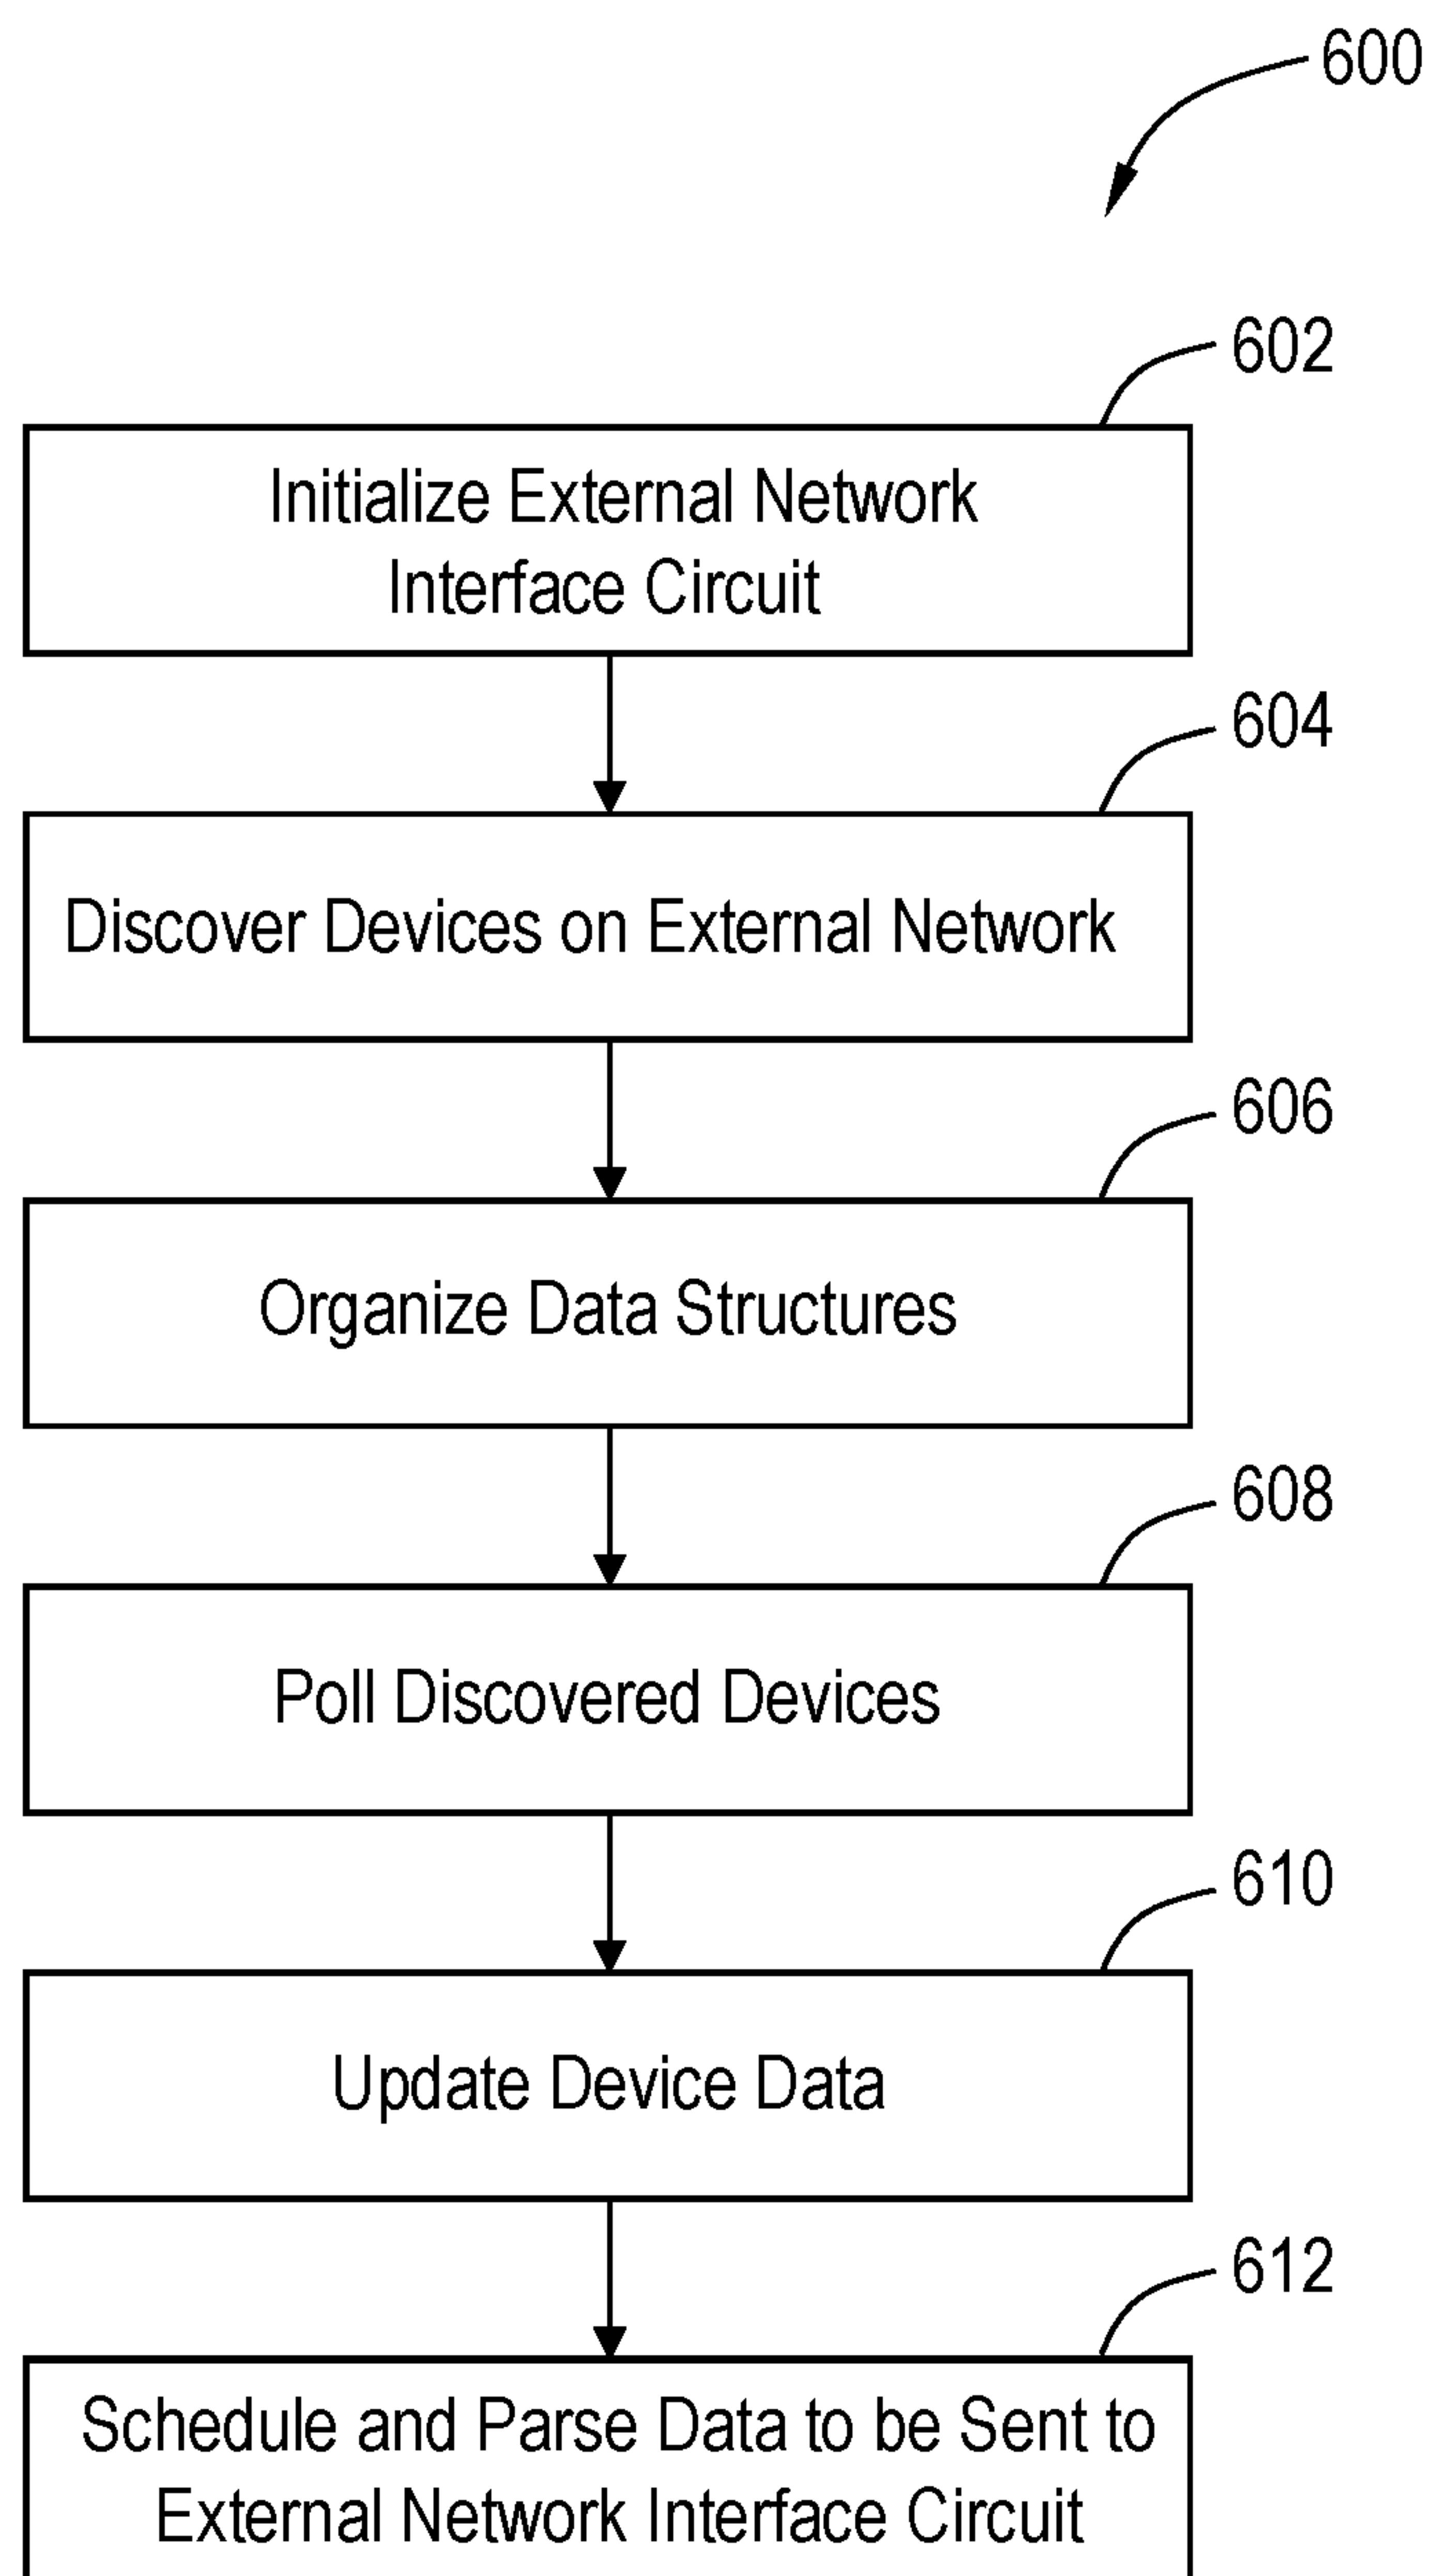 600
602
Initialize External Network
Interface Circuit
604
Discover Devices on External Network
606
Organize Data Structures
608
Poll Discovered Devices
610
Update Device Data
612
Schedule and Parse Data to be Sent to
External Network Interface Circuit